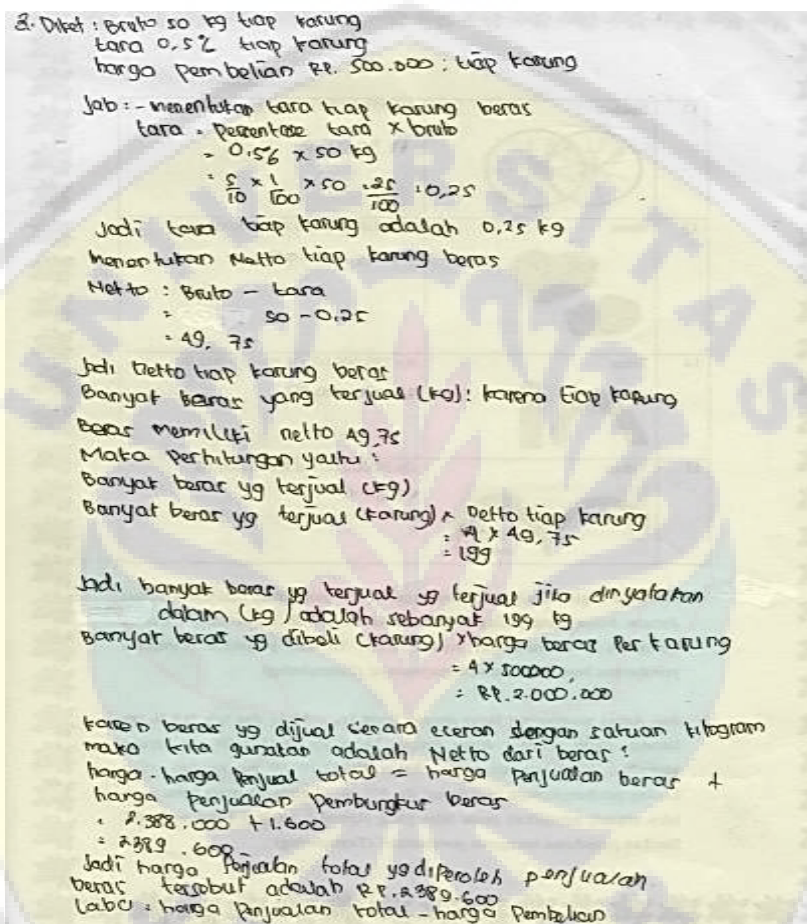 2. Diket : Bruto 50 kg tiap karung
tara 0,5% tiap karung
harga pembelian RP. 500.000 : tiap karung
Jab : - menentukan tara tiap karung beras
tara = persentase tara x bruto
= 0,5% x 50 kg
= 5/10 x 1/100 x 50 = 25/100 = 0,25
Jadi tara tiap karung adalah 0,25 kg
menentukan Netto tiap karung beras
Netto : Bruto - tara
= 50 - 0,25
= 49, 75
Jadi netto tiap karung beras
Banyak beras yang terjual (kg) : karena tiap karung
Beras memiliki netto 49,75
Maka perhitungan yaitu :
Banyak beras yg terjual (kg)
Banyak beras yg terjual (karung) x netto tiap karung
= 4 x 49,75
= 199
Jadi banyak beras yg terjual yg terjual jika dinyatakan
dalam (kg) adalah sebanyak 199 kg
Banyak beras yg dibeli (karung) x harga beras per karung
= 4 x 500000,
= RP. 2.000.000
karen beras yg dijual secara eceran dengan satuan kilogram
maka kita gunakan adalah Netto dari beras :
harga - harga penjual total = harga penjualan beras +
harga penjualan pembungkus beras
= 2.388.000 + 1.600
= 2389 .600
Jadi harga penjualan total yg diperoleh penjualan
beras tersebut adalah RP. 2389.600
Laba : harga penjualan total - harga pembelian
UNIVERSITAS